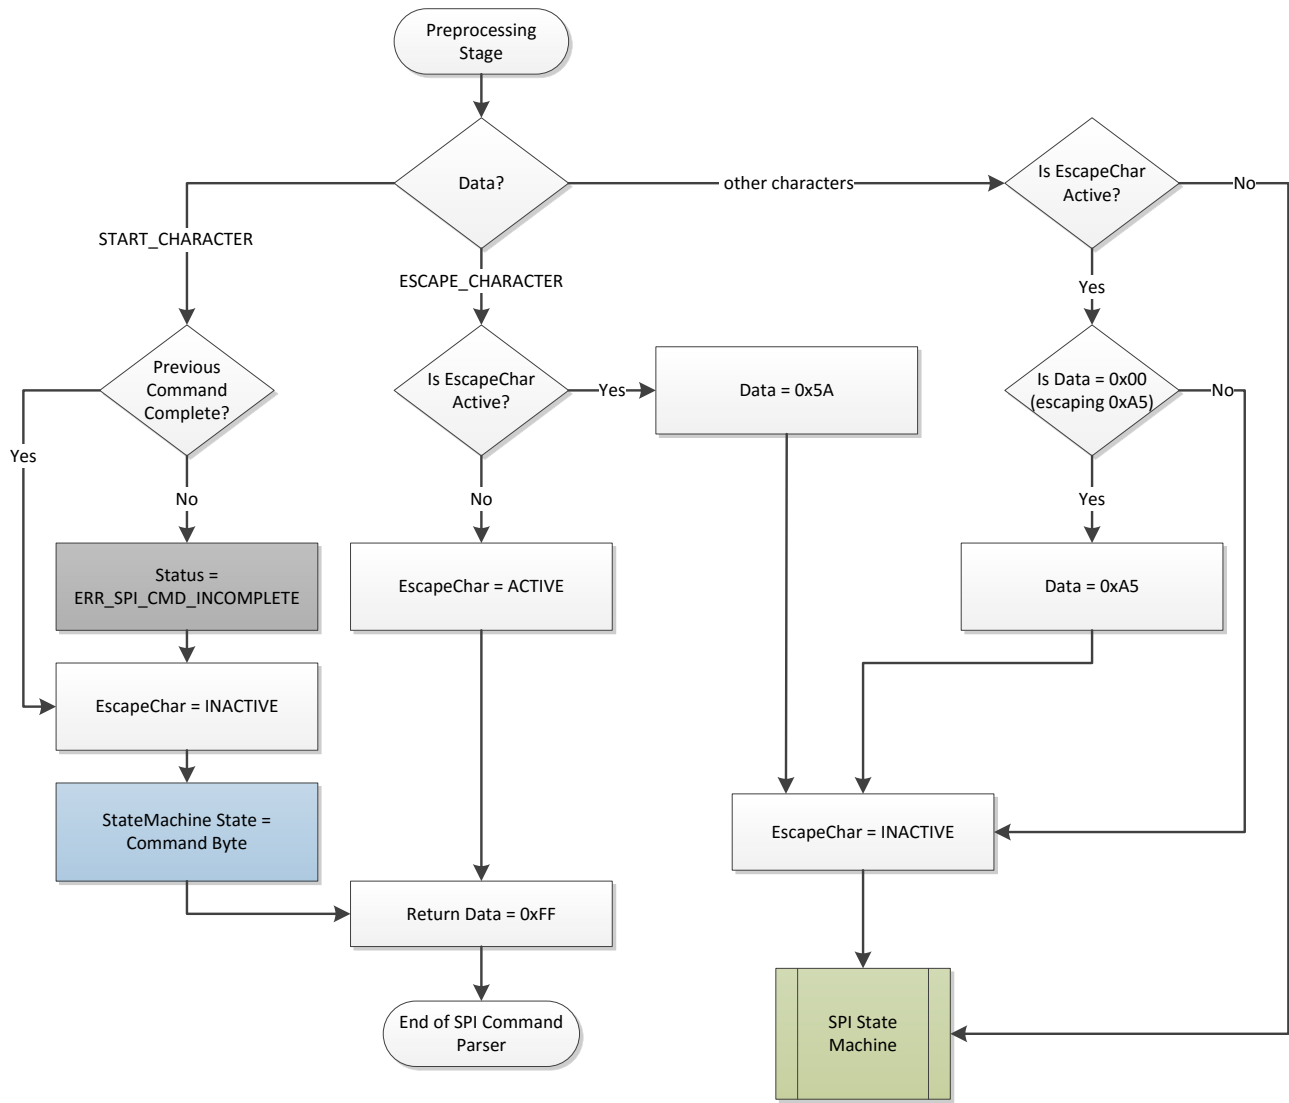 Preprocessing
Stage
Data?
other characters
Is EscapeChar
Active?
No
START_CHARACTER
ESCAPE_CHARACTER
Yes
Previous
Command
Complete?
Is EscapeChar
Active?
Yes
Data = 0x5A
Is Data = 0x00
(escaping 0xA5)
No
Yes
No
No
Yes
Status =
ERR_SPI_CMD_INCOMPLETE
EscapeChar = ACTIVE
Data = 0xA5
EscapeChar = INACTIVE
StateMachine State =
Command Byte
EscapeChar = INACTIVE
Return Data = 0xFF
End of SPI Command
Parser
SPI State
Machine